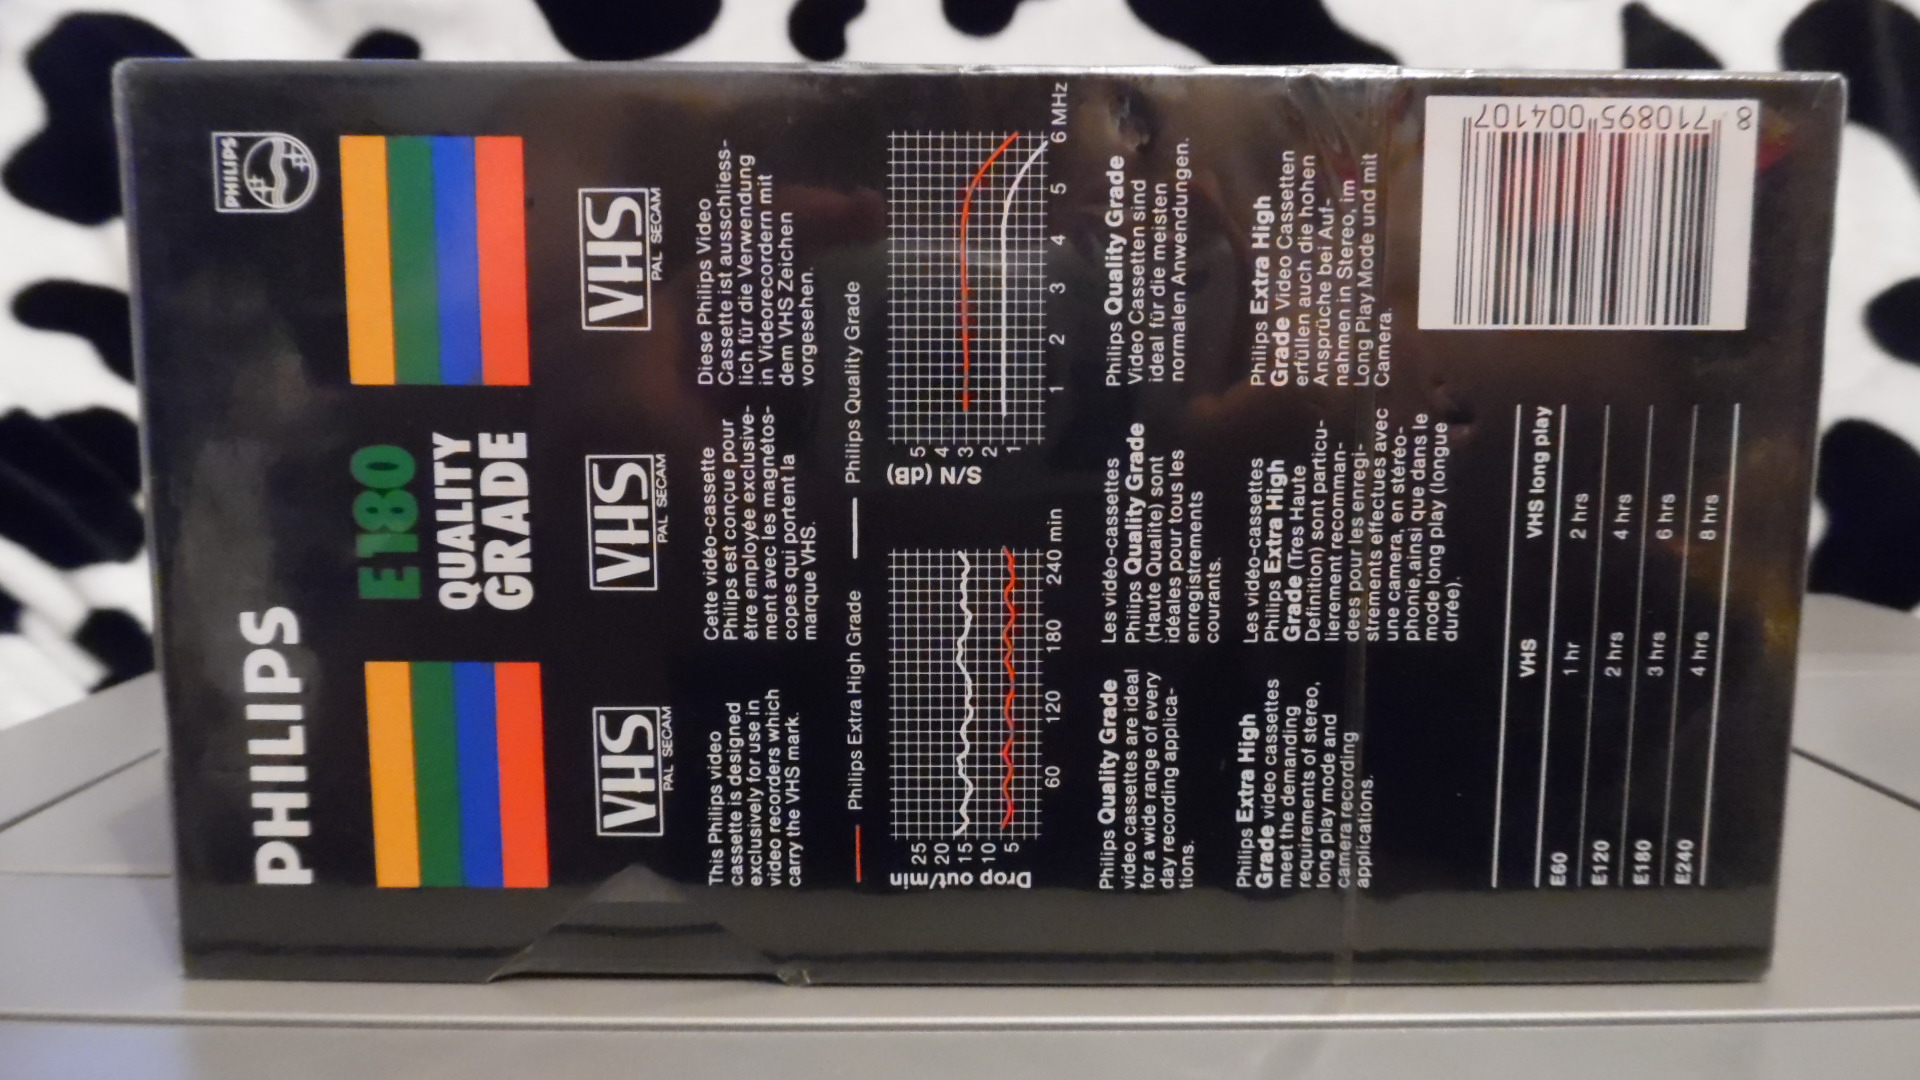 PHILIPS
PHILIPS
E180
QUALITY
GRADE
VHS
PAL SECAM
VHS
PAL SECAM
VHS
PAL SECAM
This Philips video
cassette is designed
exclusively for use in
video recorders which
carry the VHS mark.
Cette vidéo-cassette
Philips est conçue pour
être employée exclusive-
ment avec les magnétos-
copes qui portent la
marque VHS.
Diese Philips Video
Cassette ist ausschliess-
lich für die Verwendung
in Videorecordern mit
dem VHS Zeichen
vorgesehen.
Philips Extra High Grade
Philips Quality Grade
Drop out/min
25
20
15
10
5
60 120 180 240 min
S/N (dB)
5
4
3
2
1
1 2 3 4 5 6 MHz
Philips Quality Grade
video cassettes are ideal
for a wide range of every
day recording applica-
tions.
Les vidéo-cassettes
Philips Quality Grade
(Haute Qualité) sont
idéales pour tous les
enregistrements
courants.
Philips Quality Grade
Video Cassetten sind
ideal für die meisten
normalen Anwendungen.
Philips Extra High
Grade video cassettes
meet the demanding
requirements of stereo,
long play mode and
camera recording
applications.
Les vidéo-cassettes
Philips Extra High
Grade (Tres Haute
Definition) sont particu-
lierement recomman-
dées pour les enregi-
strements effectues avec
une camera, en stéréo-
phonie, ainsi que dans le
mode long play (longue
durée).
Philips Extra High
Grade Video Cassetten
erfüllen auch die hohen
Ansprüche bei Auf-
nahmen in Stereo, im
Long Play Mode und mit
Camera.
VHS VHS long play
E60 1 hr 2 hrs
E120 2 hrs 4 hrs
E180 3 hrs 6 hrs
E240 4 hrs 8 hrs
8 710895 004107